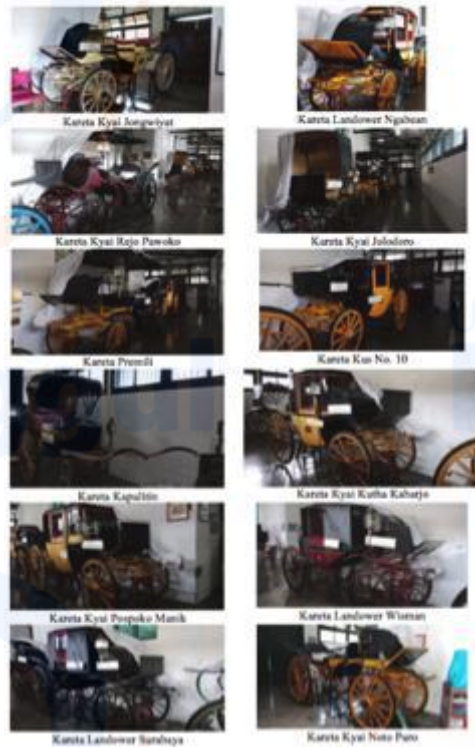 Kareta Kyai Jongwiyat
Kareta Landower Ngabean
Kareta Kyai Rejo Pawoko
Kareta Kyai Jolodoro
Kareta Premili
Kareta Kus No. 10
Kareta Kapulitin
Kareta Kyai Kutha Kaharjo
Kareta Kyai Puspoko Manik
Kareta Landower Wisman
Kareta Landower Surabaya
Kareta Kyai Noto Puro